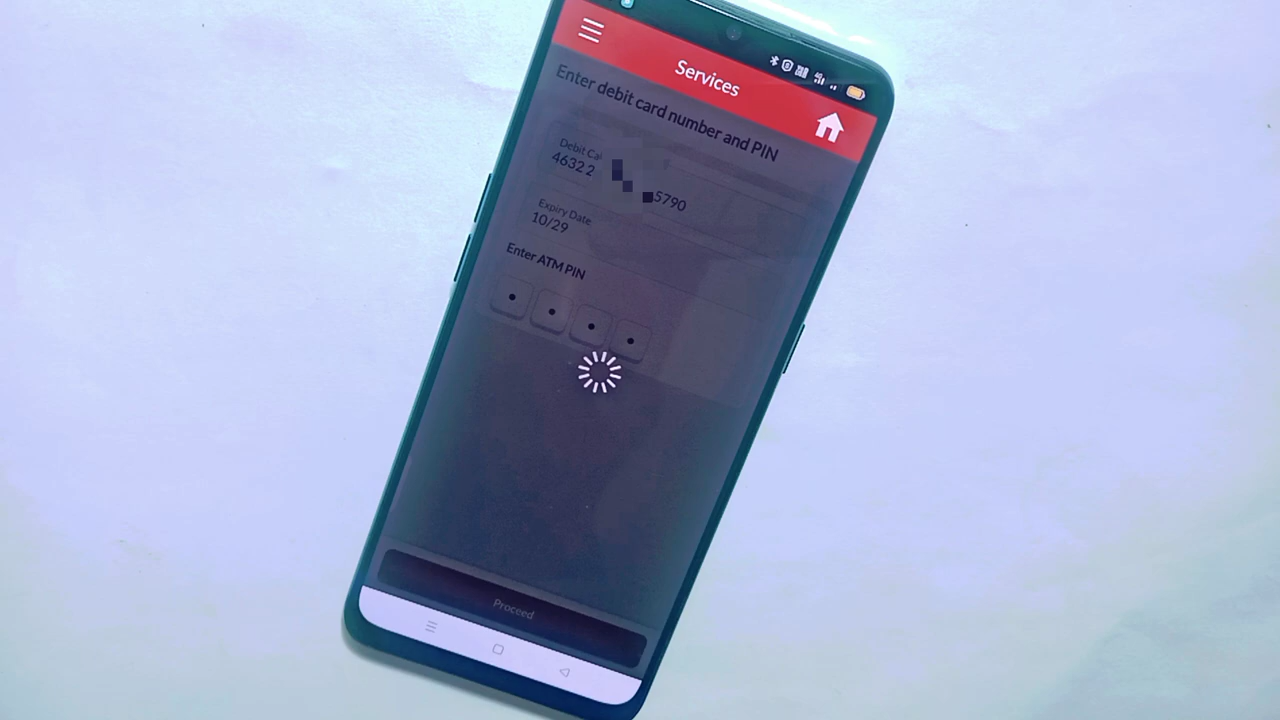 Services
Enter debit card number and PIN
Debit Ca
4632 2 5790
Expiry Date
10/29
Enter ATM PIN
Proceed